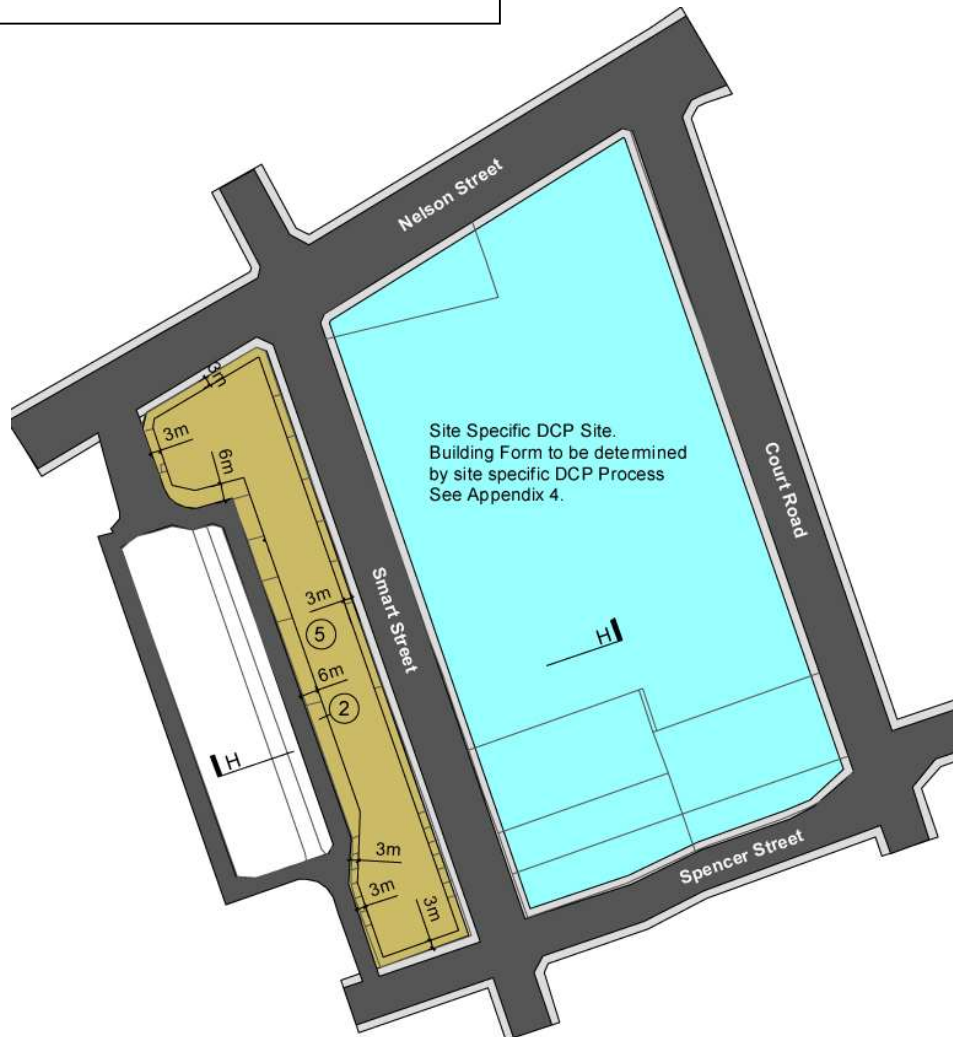 Nelson Street
3m
3m
6m
Site Specific DCP Site.
Building Form to be determined
by site specific DCP Process
See Appendix 4.
Court Road
Smart Street
3m
5
H
6m
2
H
3m
Spencer Street
3m
3m